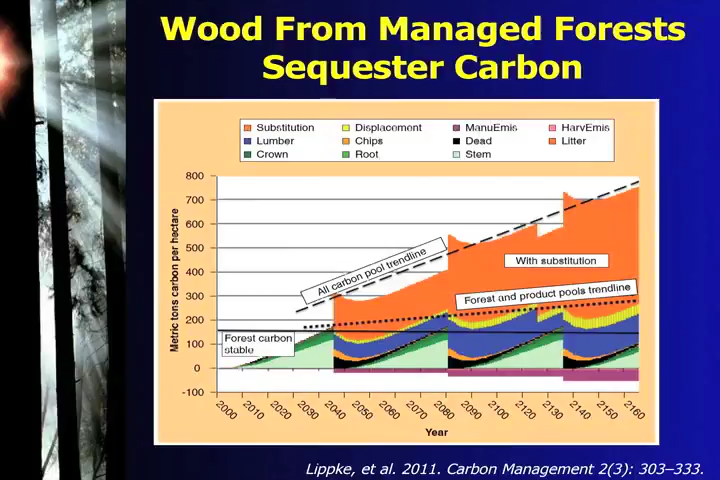 Wood From Managed Forests
Sequester Carbon
Substitution
Displacement
ManuEmis
HarvEmis
Lumber
Chips
Dead
Litter
Crown
Root
Stem
800
700
600
500
400
300
200
100
0
-100
Metric tons carbon per hectare
All carbon pool trendline
With substitution
Forest and product pools trendline
Forest carbon
stable
2000
2010
2020
2030
2040
2050
2060
2070
2080
2090
2100
2110
2120
2130
2140
2150
2160
Year
Lippke, et al. 2011. Carbon Management 2(3): 303–333.